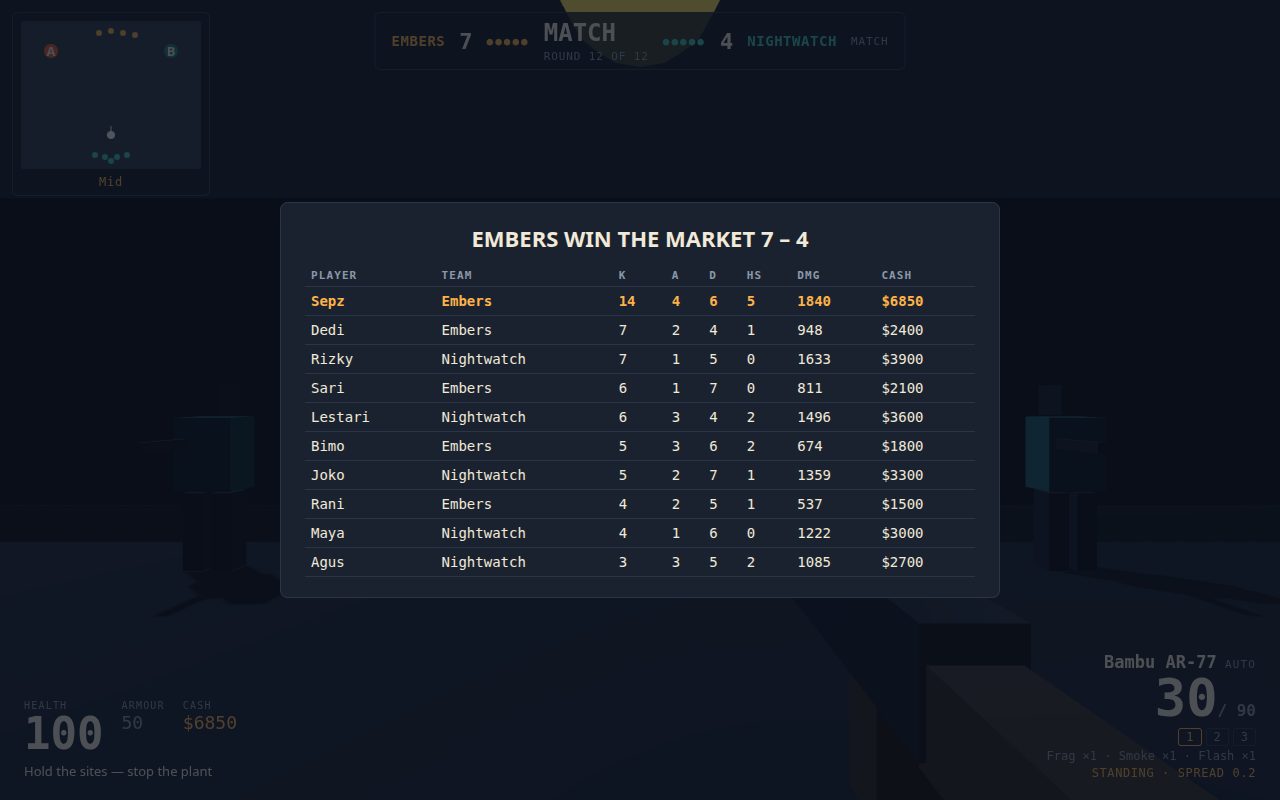 A
B
Mid
EMBERS 7 MATCH 4 NIGHTWATCH MATCH
ROUND 12 OF 12
EMBERS WIN THE MARKET 7 – 4
PLAYER TEAM K A D HS DMG CASH
Sepz Embers 14 4 6 5 1840 $6850
Dedi Embers 7 2 4 1 948 $2400
Rizky Nightwatch 7 1 5 0 1633 $3900
Sari Embers 6 1 7 0 811 $2100
Lestari Nightwatch 6 3 4 2 1496 $3600
Bimo Embers 5 3 6 2 674 $1800
Joko Nightwatch 5 2 7 1 1359 $3300
Rani Embers 4 2 5 1 537 $1500
Maya Nightwatch 4 1 6 0 1222 $3000
Agus Nightwatch 3 3 5 2 1085 $2700
HEALTH ARMOUR CASH
100 50 $6850
Hold the sites — stop the plant
Bambu AR-77 AUTO
30 / 90
1 2 3
Frag ×1 · Smoke ×1 · Flash ×1
STANDING · SPREAD 0.2